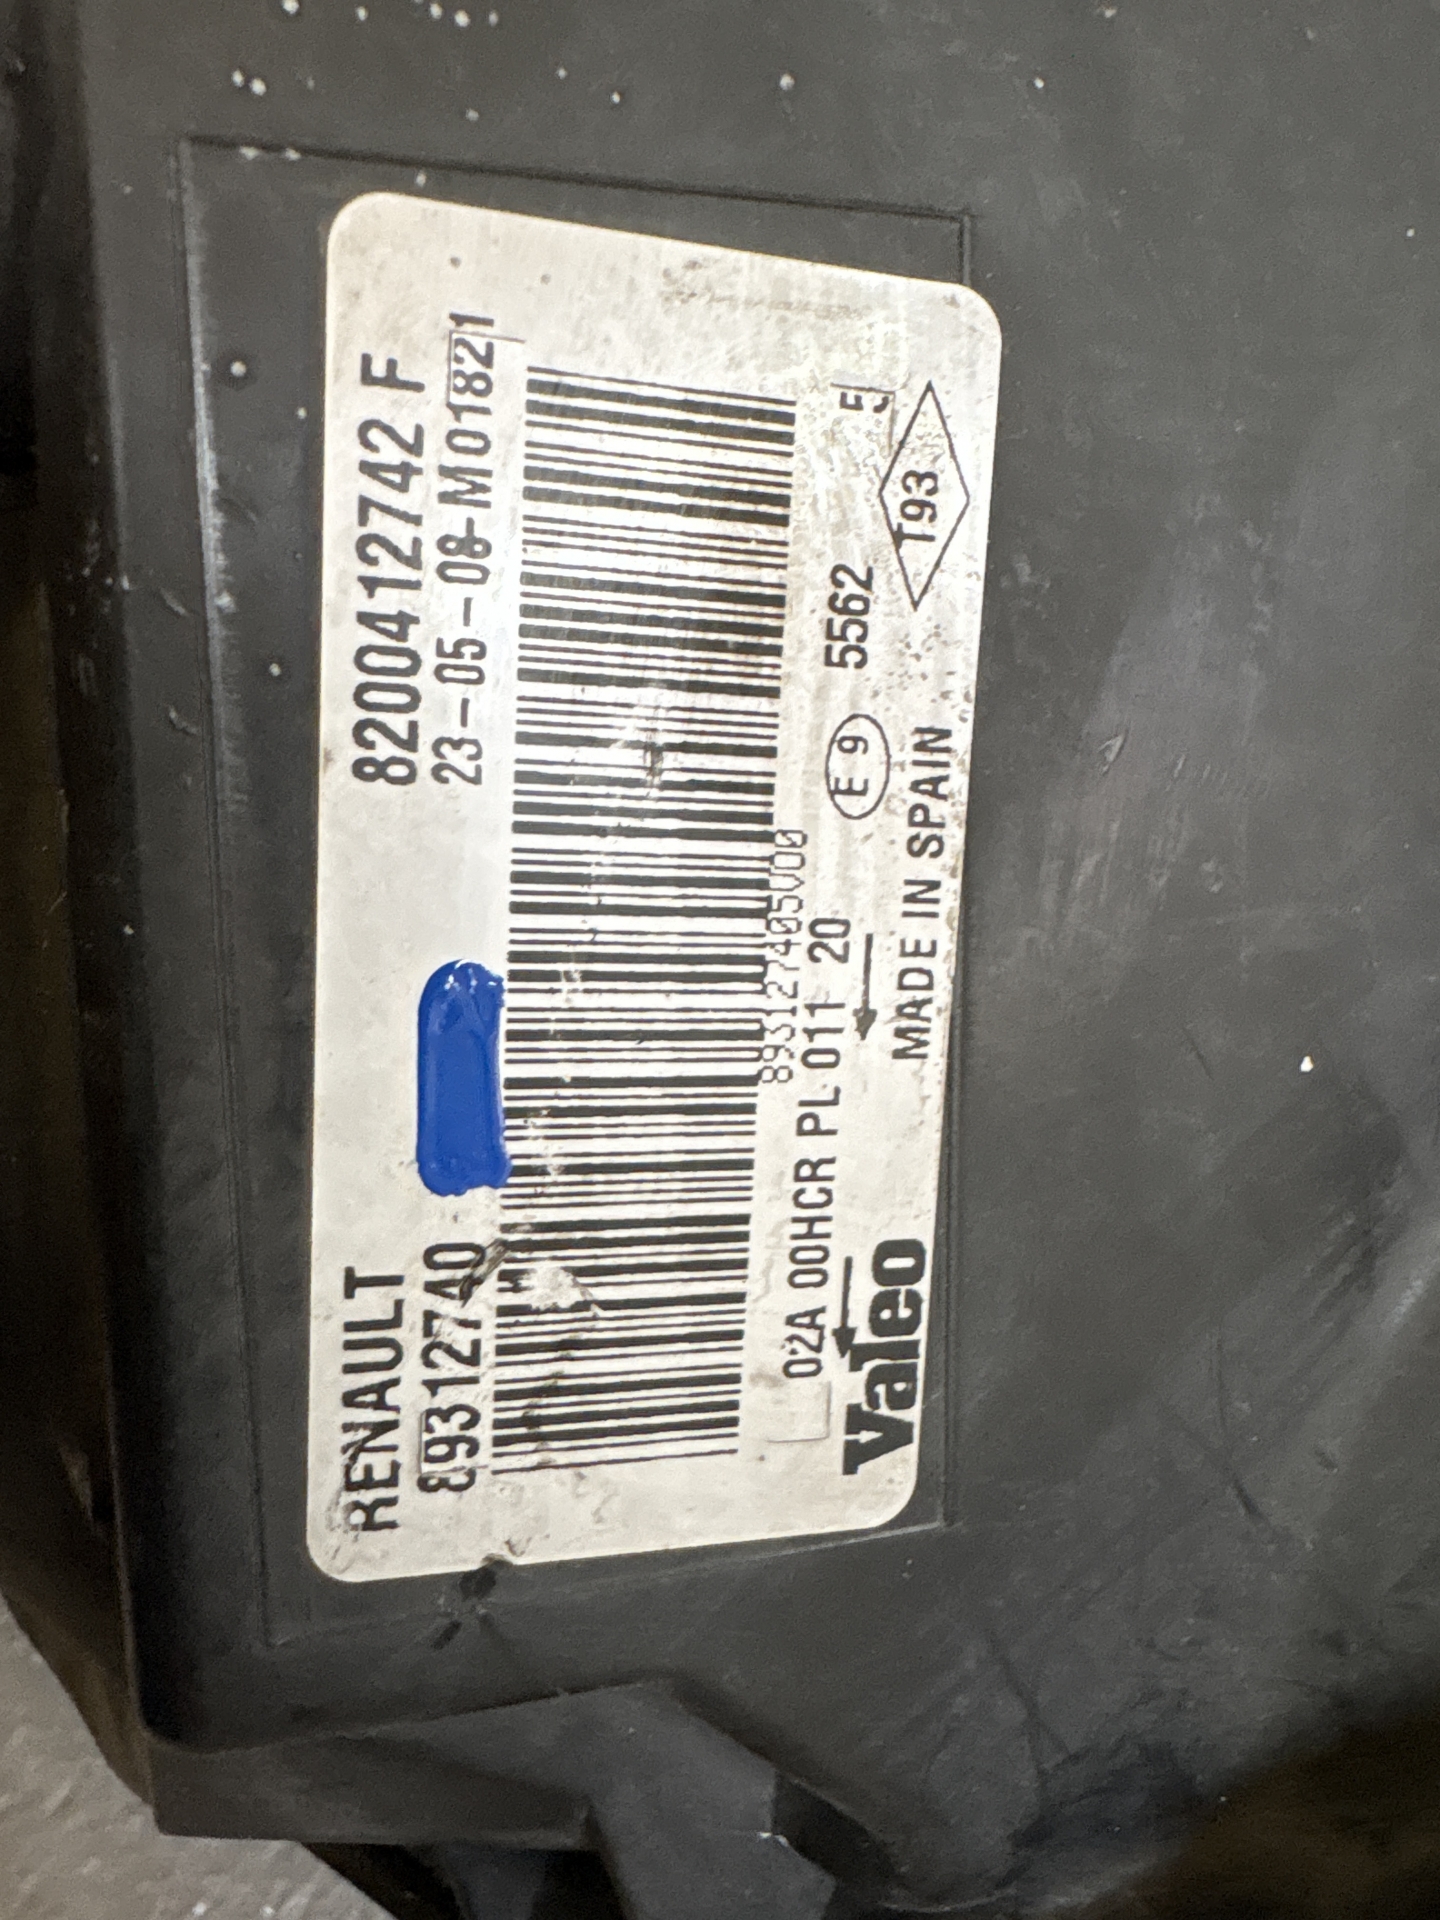 RENAULT 8200412742 F
89312740 23-05-08-M01821
89312740SV00
02A 00HCR PL 011 20 E 9 5562
Valeo MADE IN SPAIN T93